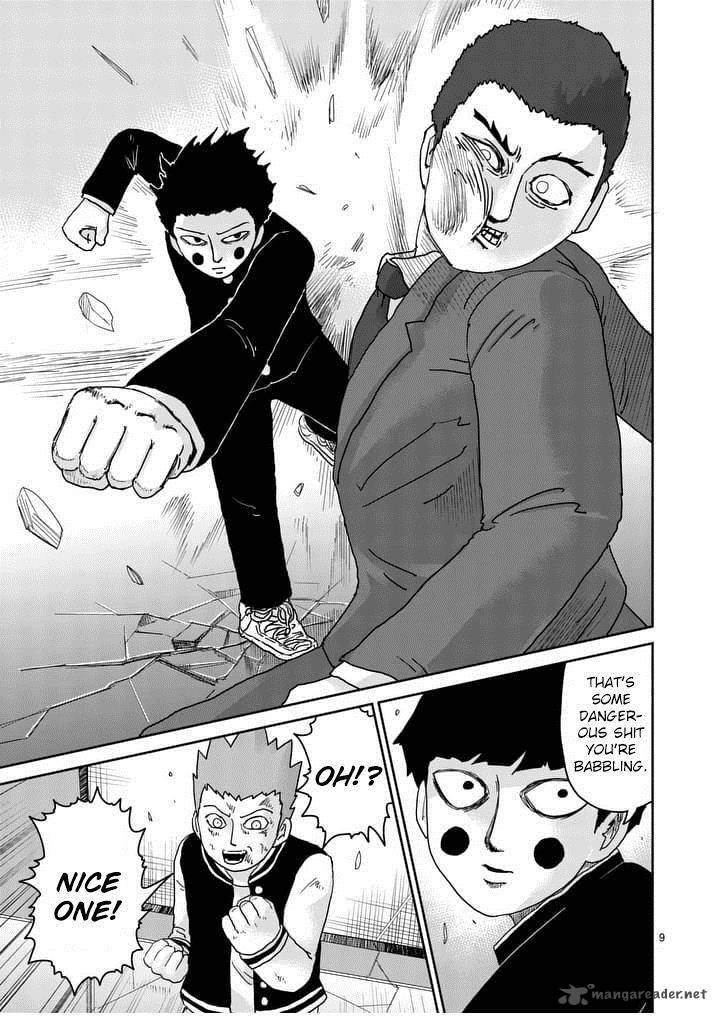 THAT'S
SOME
DANGER-
OUS SHIT
YOU'RE
BABBLING.
OH!?
NICE
ONE!
9
mangareader.net